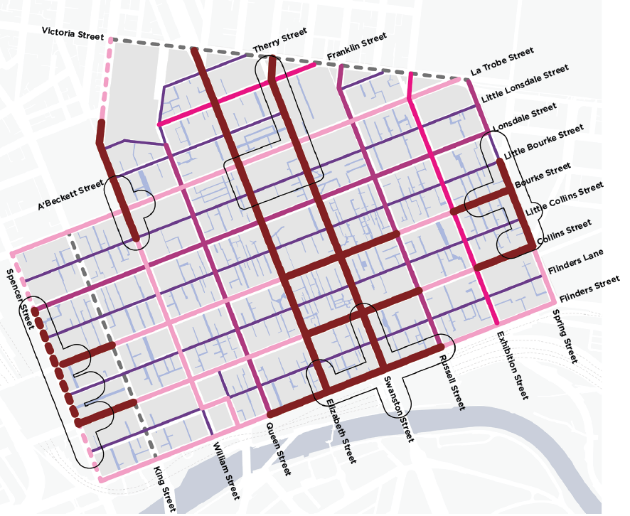 Victoria Street
Therry Street
Franklin Street
La Trobe Street
Little Lonsdale Street
Lonsdale Street
Little Bourke Street
Bourke Street
A'Beckett Street
Little Collins Street
Collins Street
Flinders Lane
Flinders Street
Spencer Street
Spring Street
Exhibition Street
Russell Street
Swanston Street
Elizabeth Street
Queen Street
William Street
King Street